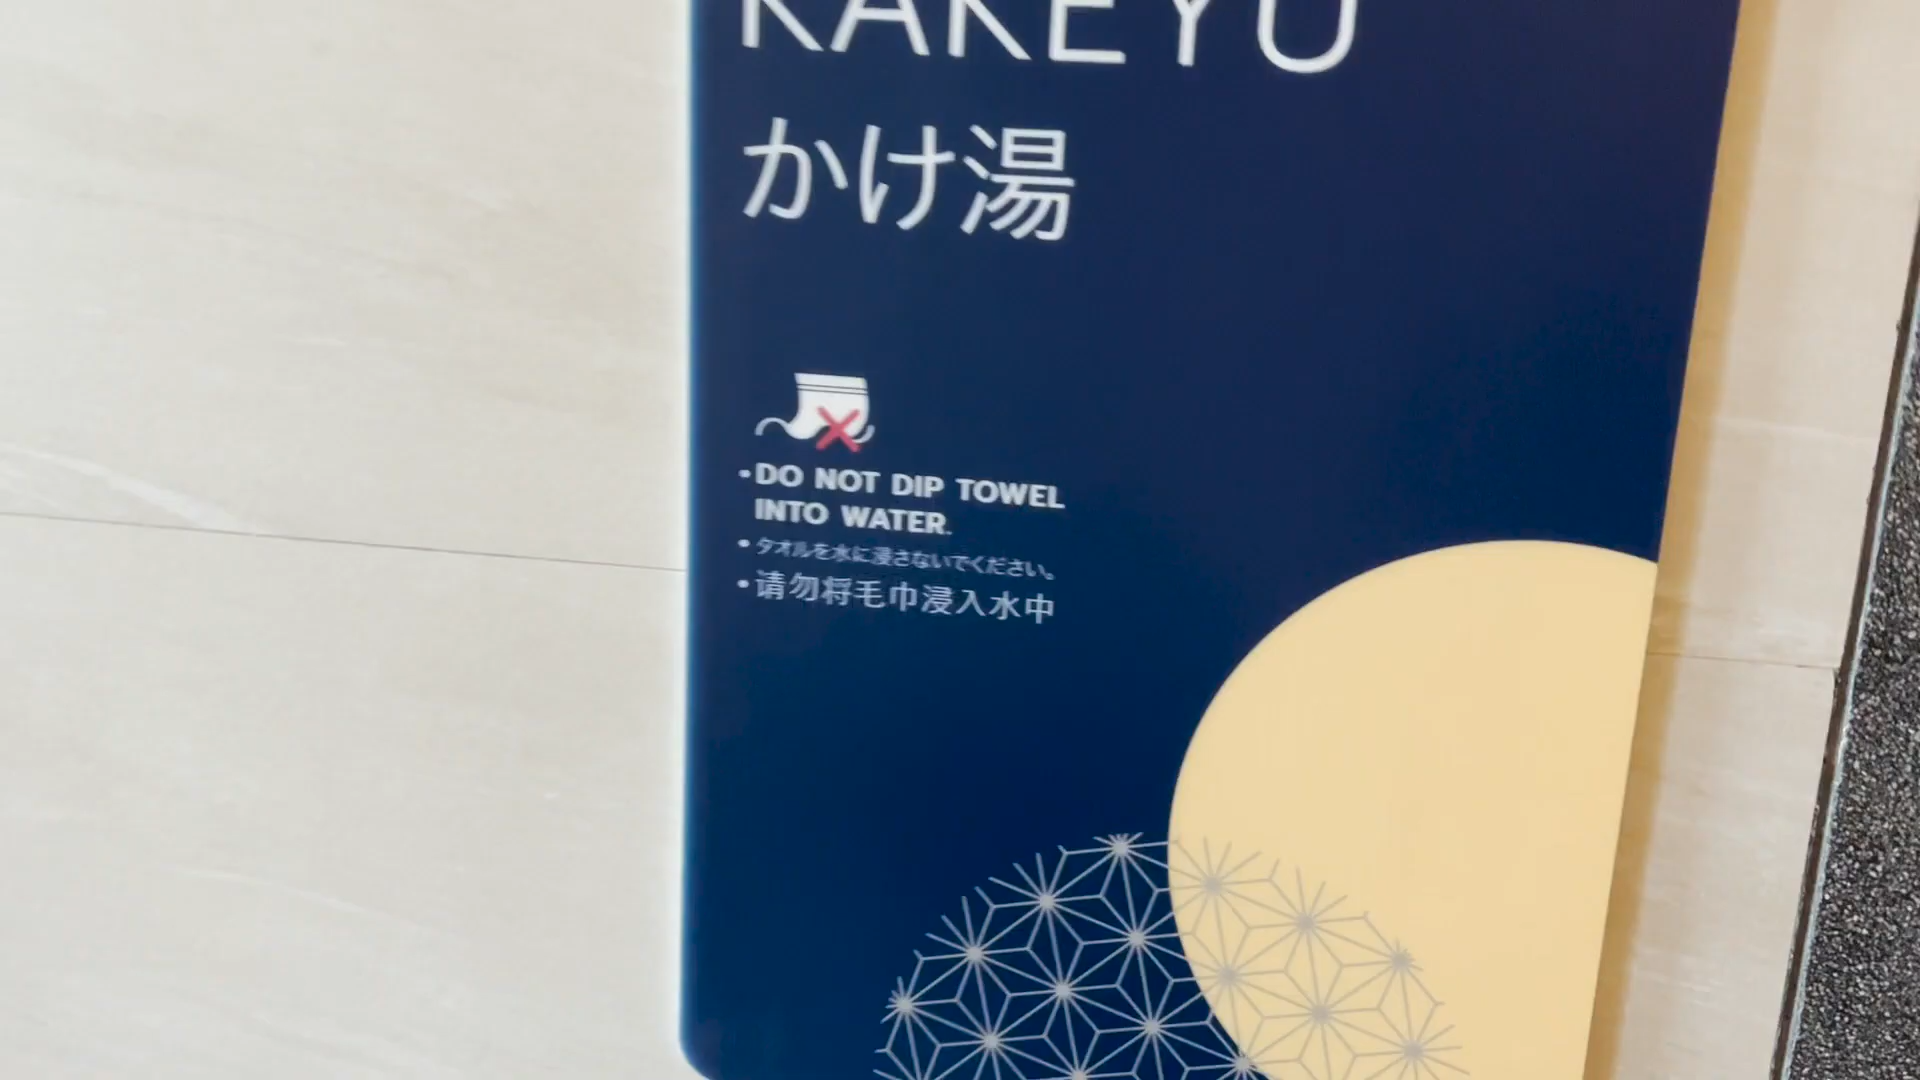 KAKEYU
かけ湯
•DO NOT DIP TOWEL
INTO WATER.
•タオルを水に浸さないでください。
•请勿将毛巾浸入水中